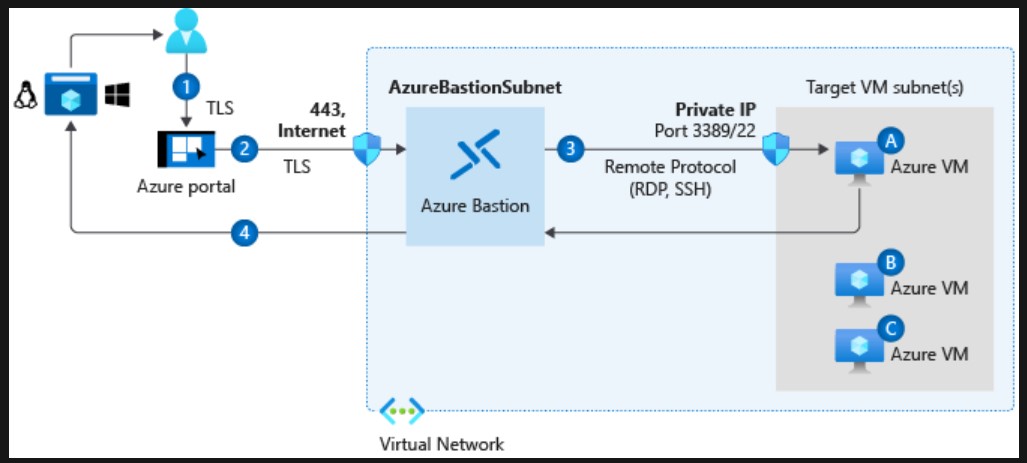 1
TLS
Azure portal
2
443,
Internet
TLS
AzureBastionSubnet
Azure Bastion
3
Private IP
Port 3389/22
Remote Protocol
(RDP, SSH)
Target VM subnet(s)
A
Azure VM
B
Azure VM
C
Azure VM
4
Virtual Network